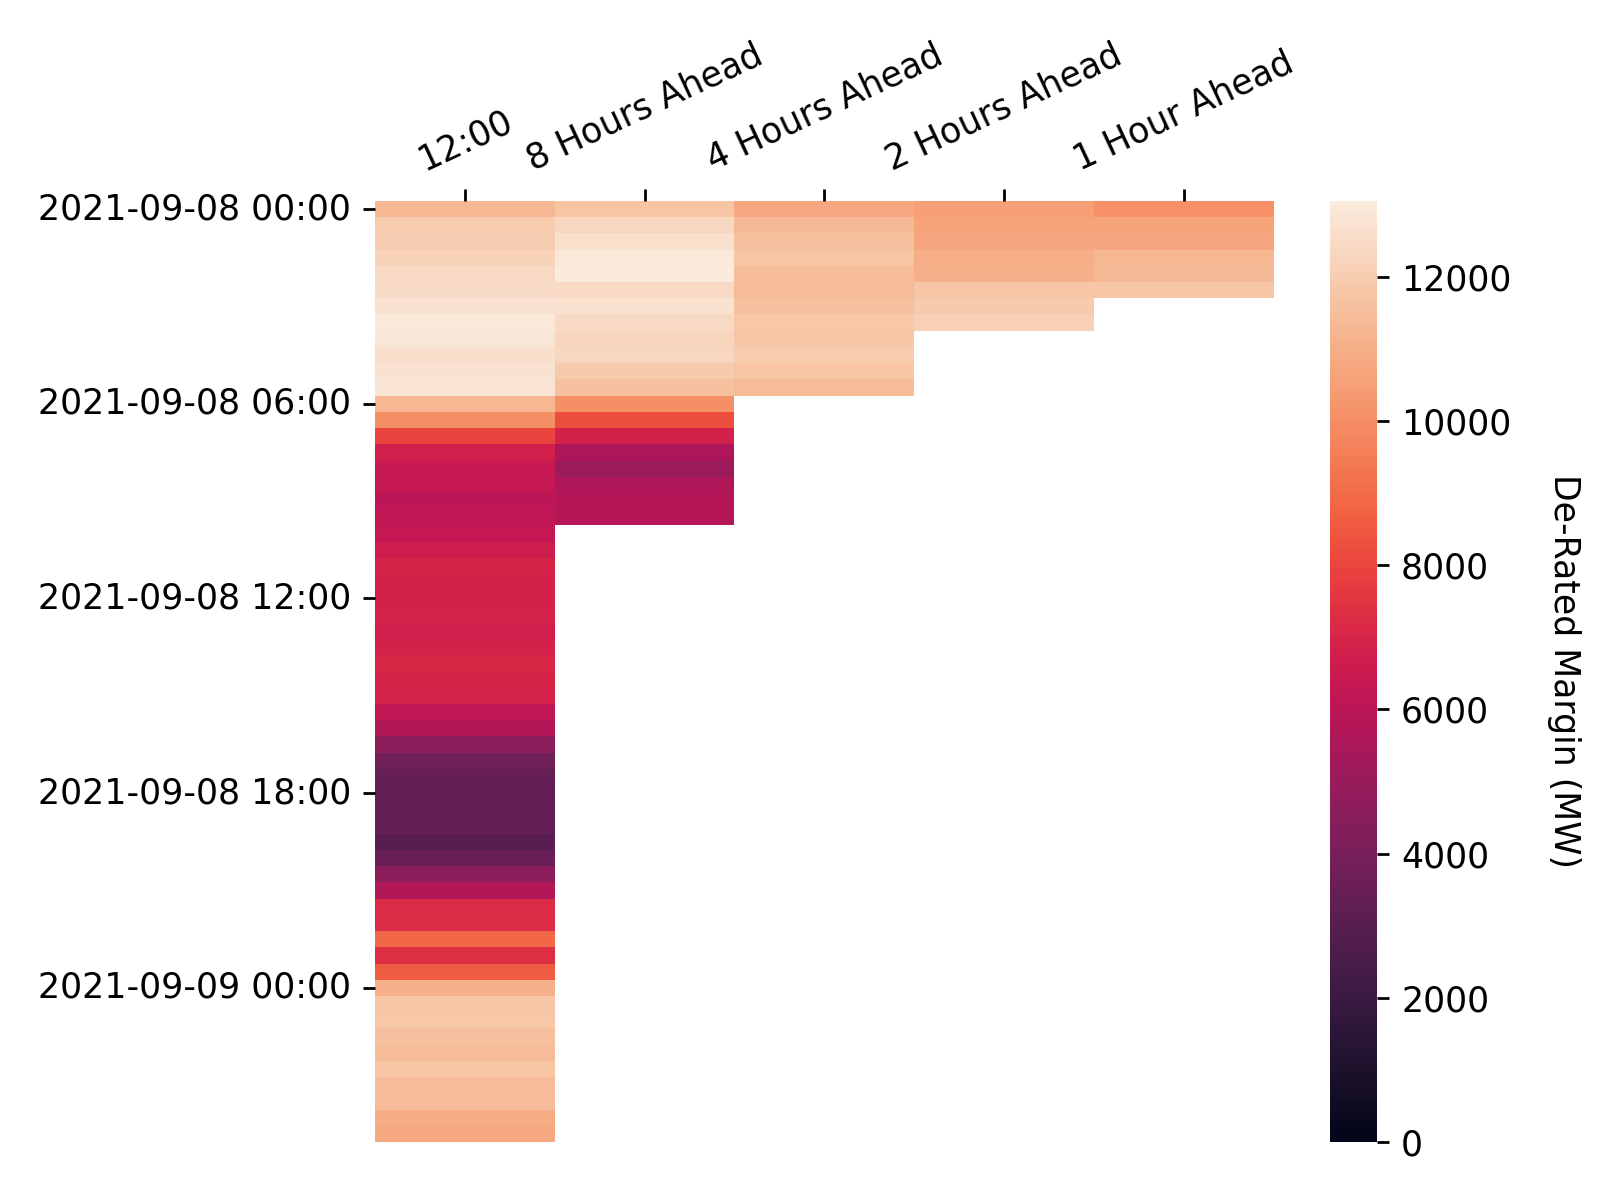 12:00
8 Hours Ahead
4 Hours Ahead
2 Hours Ahead
1 Hour Ahead
2021-09-08 00:00
2021-09-08 06:00
2021-09-08 12:00
2021-09-08 18:00
2021-09-09 00:00
12000
10000
8000
6000
4000
2000
0
De-Rated Margin (MW)